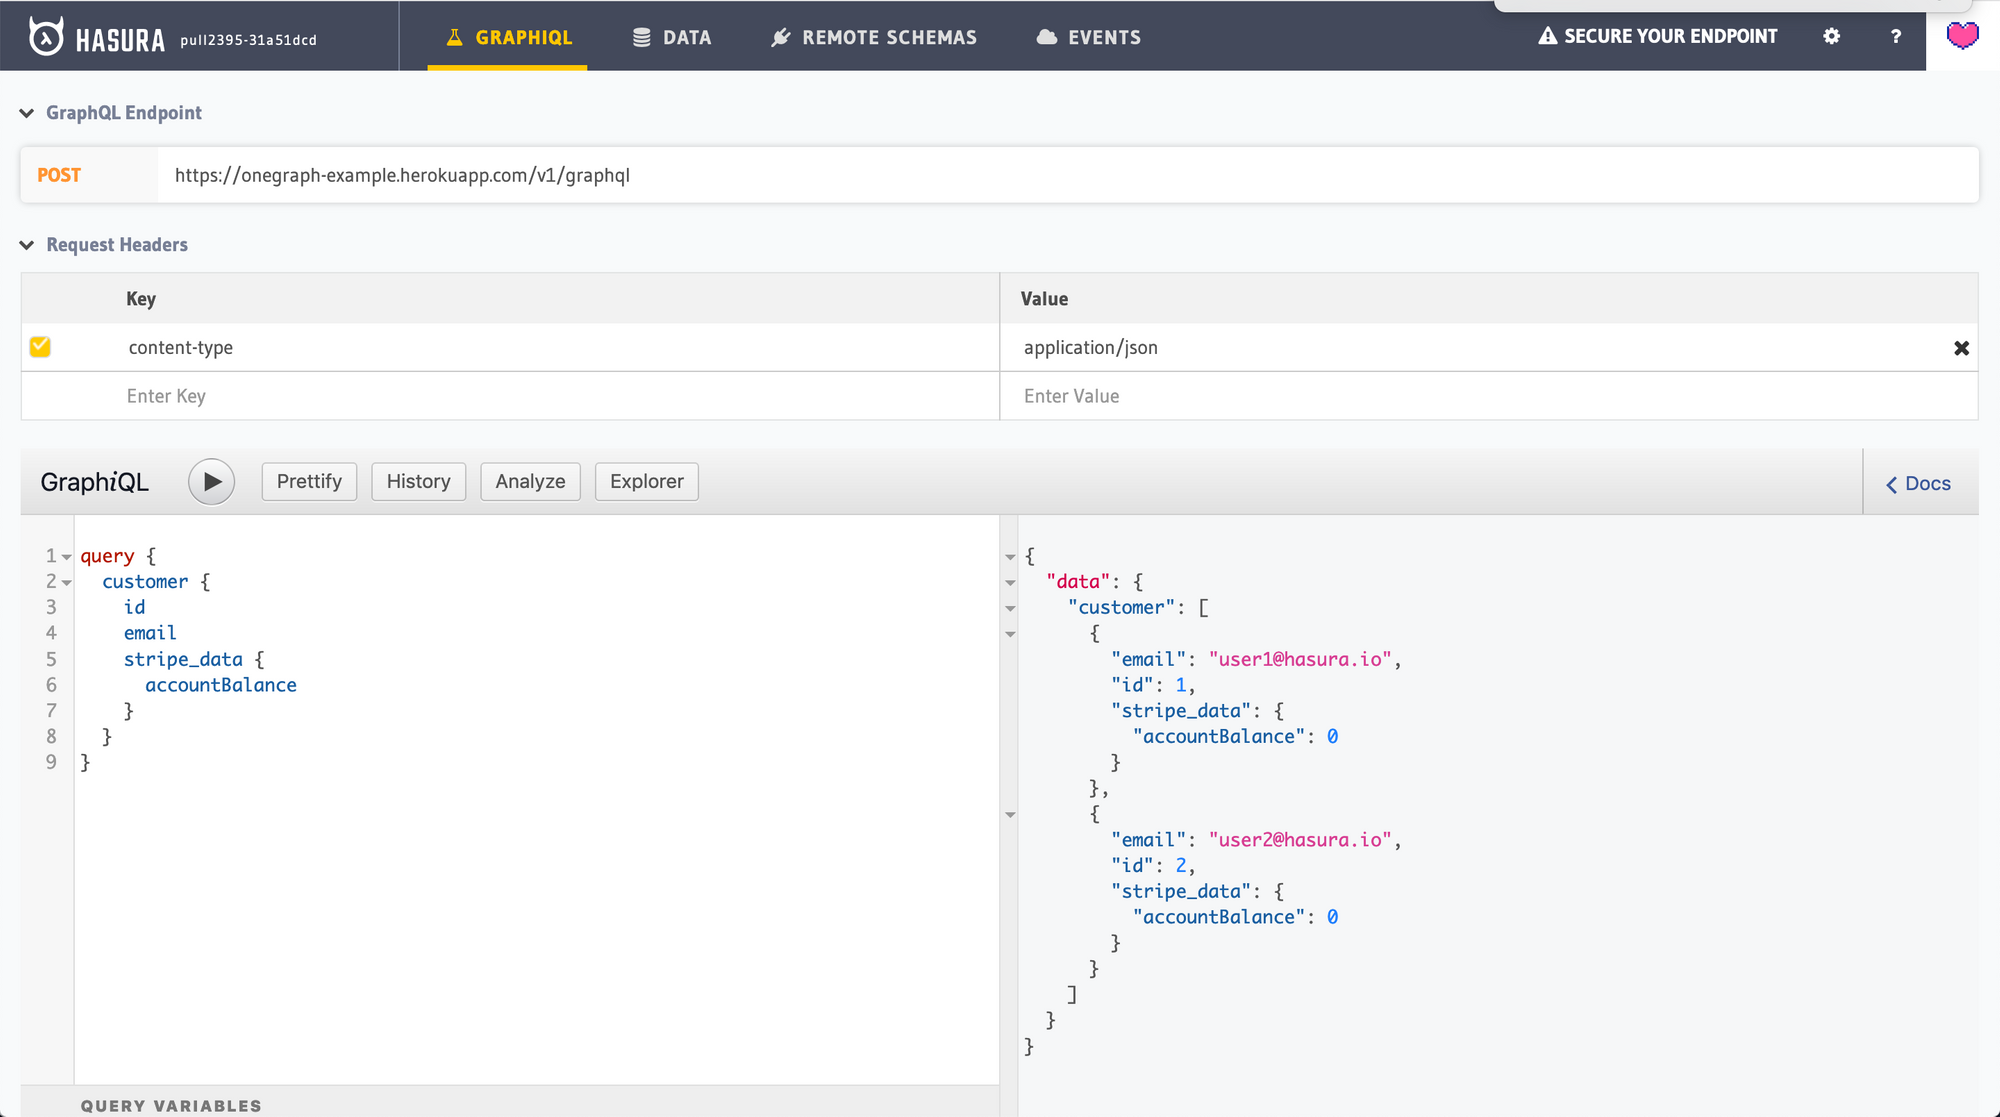 HASURA pull2395-31a51dcd GRAPHIQL DATA REMOTE SCHEMAS EVENTS SECURE YOUR ENDPOINT ?
GraphQL Endpoint
POST https://onegraph-example.herokuapp.com/v1/graphql
Request Headers
Key Value
content-type application/json
Enter Key Enter Value
GraphiQL Prettify History Analyze Explorer Docs
1 query {
2 customer {
3 id
4 email
5 stripe_data {
6 accountBalance
7 }
8 }
9 }
{
"data": {
"customer": [
{
"email": "user1@hasura.io",
"id": 1,
"stripe_data": {
"accountBalance": 0
}
},
{
"email": "user2@hasura.io",
"id": 2,
"stripe_data": {
"accountBalance": 0
}
}
]
}
}
QUERY VARIABLES